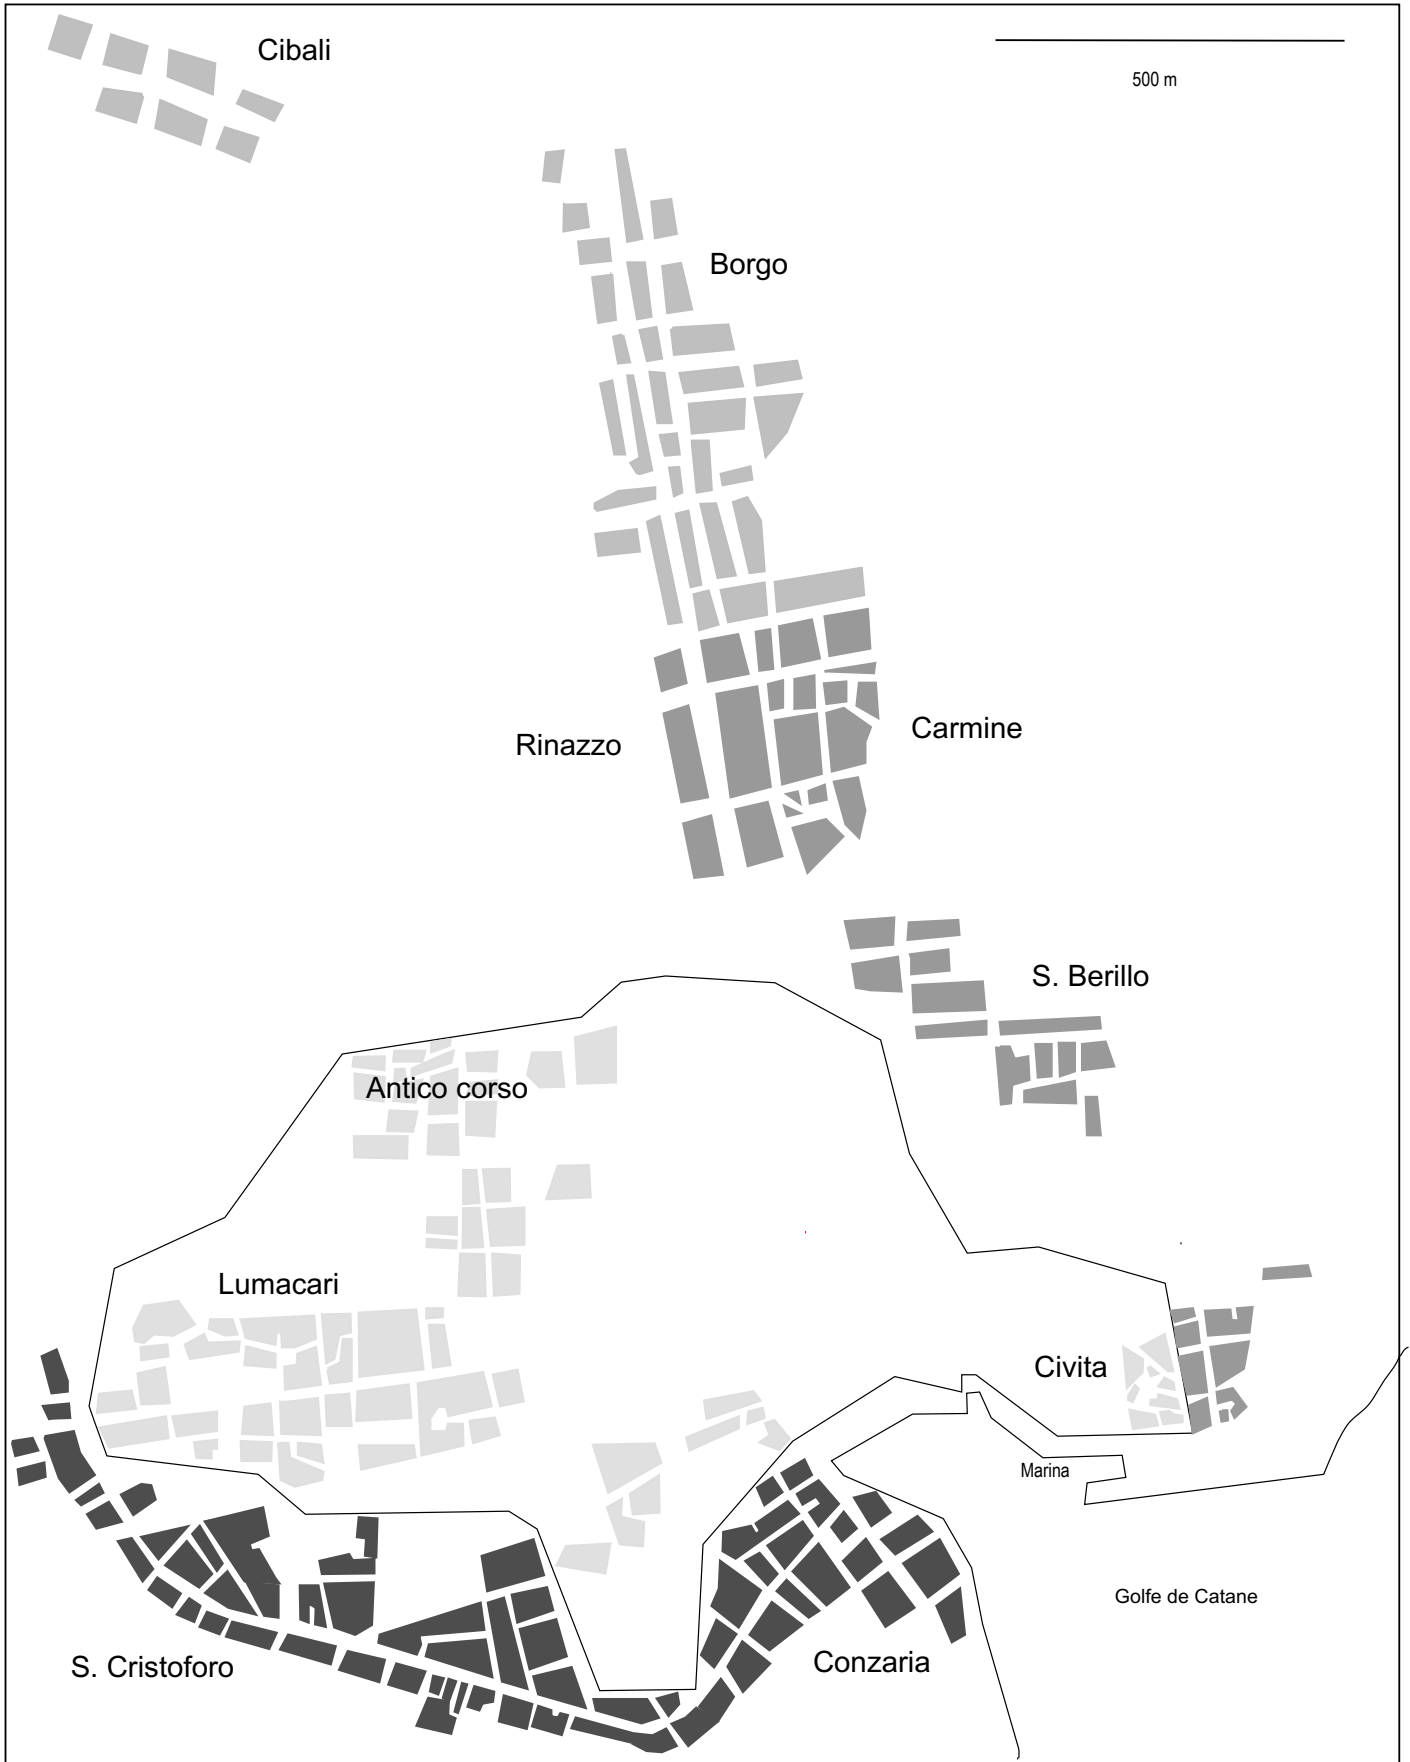 Cibali
500 m
Borgo
Rinazzo
Carmine
S. Berillo
Antico corso
Lumacari
Civita
Marina
Golfe de Catane
S. Cristoforo
Conzaria